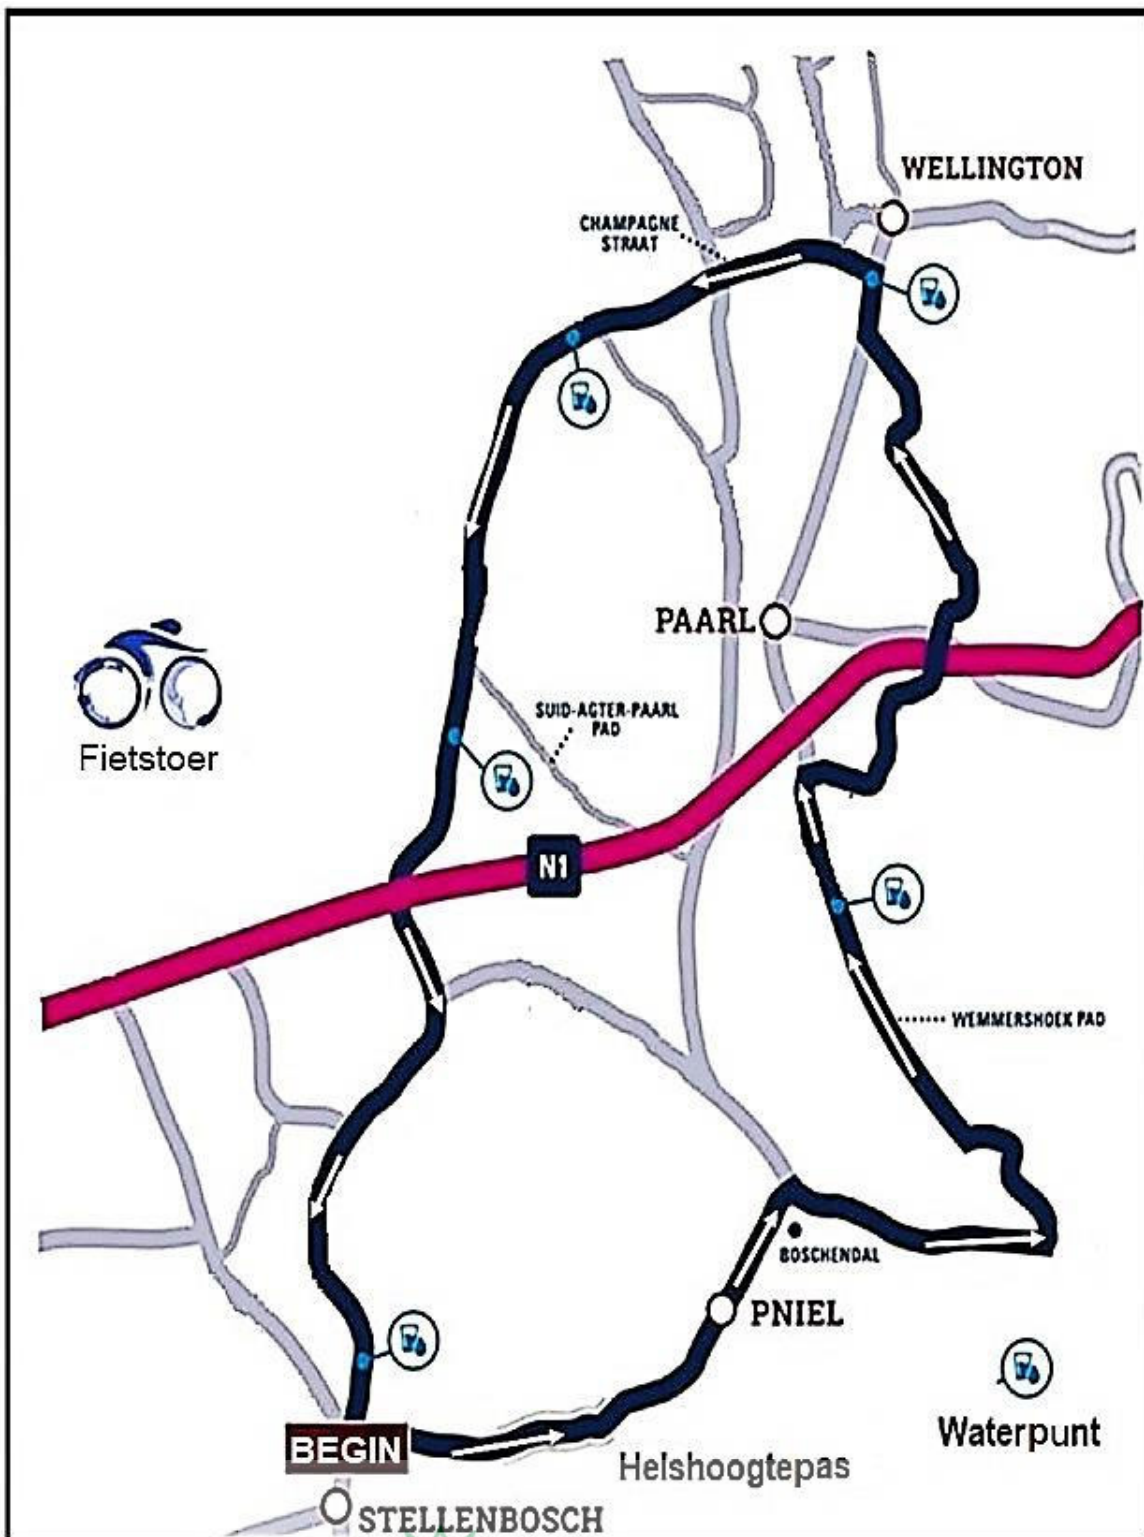 WELLINGTON
CHAMPAGNE
STRAAT
PAARL
SUID-AGTER-PAARL
PAD
Fietstoer
N1
WEMMERSHOEK PAD
BOSCHENDAL
PNIEL
Waterpunt
BEGIN
Helshoogtepas
STELLENBOSCH